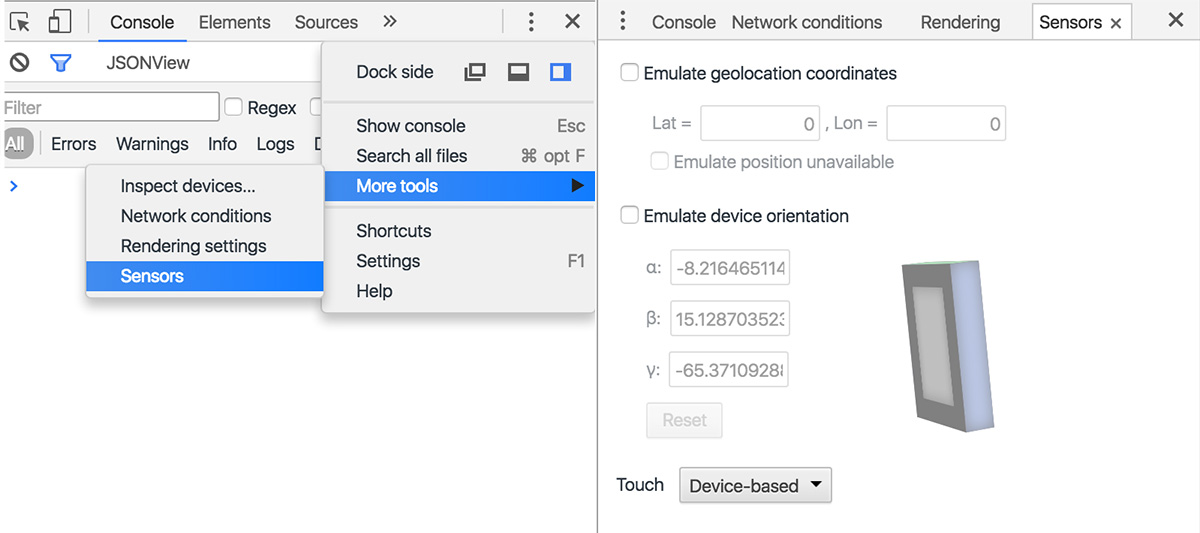 Console Elements Sources »
JSONView
Filter Regex
All Errors Warnings Info Logs
Dock side
Show console Esc
Search all files ⌘ opt F
More tools ▶
Shortcuts
Settings F1
Help
Inspect devices...
Network conditions
Rendering settings
Sensors
Console Network conditions Rendering Sensors ×
Emulate geolocation coordinates
Lat = 0 , Lon = 0
Emulate position unavailable
Emulate device orientation
α: -8.216465114
β: 15.128703523
γ: -65.37109288
Reset
Touch Device-based